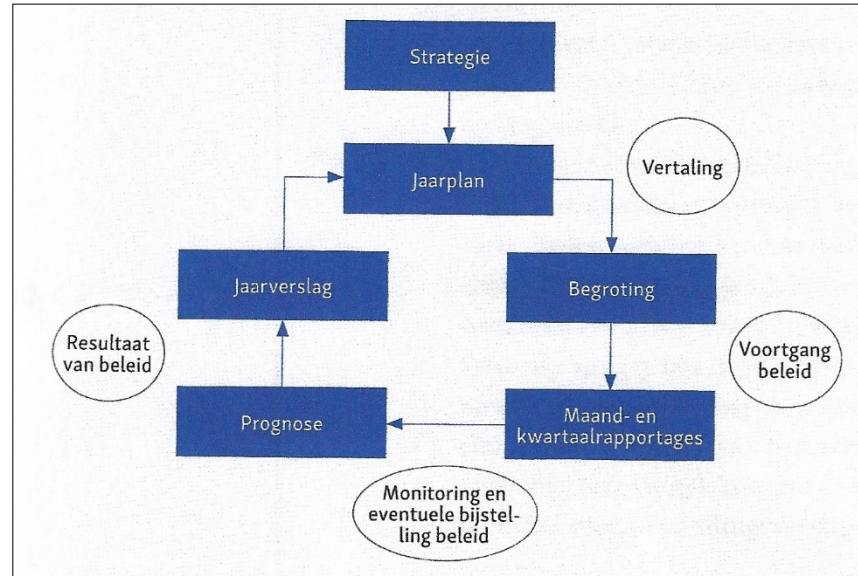 Strategie
Jaarplan
Vertaling
Jaarverslag
Begroting
Resultaat
van beleid
Voortgang
beleid
Prognose
Maand- en
kwartaalrapportages
Monitoring en
eventuele bijstel-
ling beleid